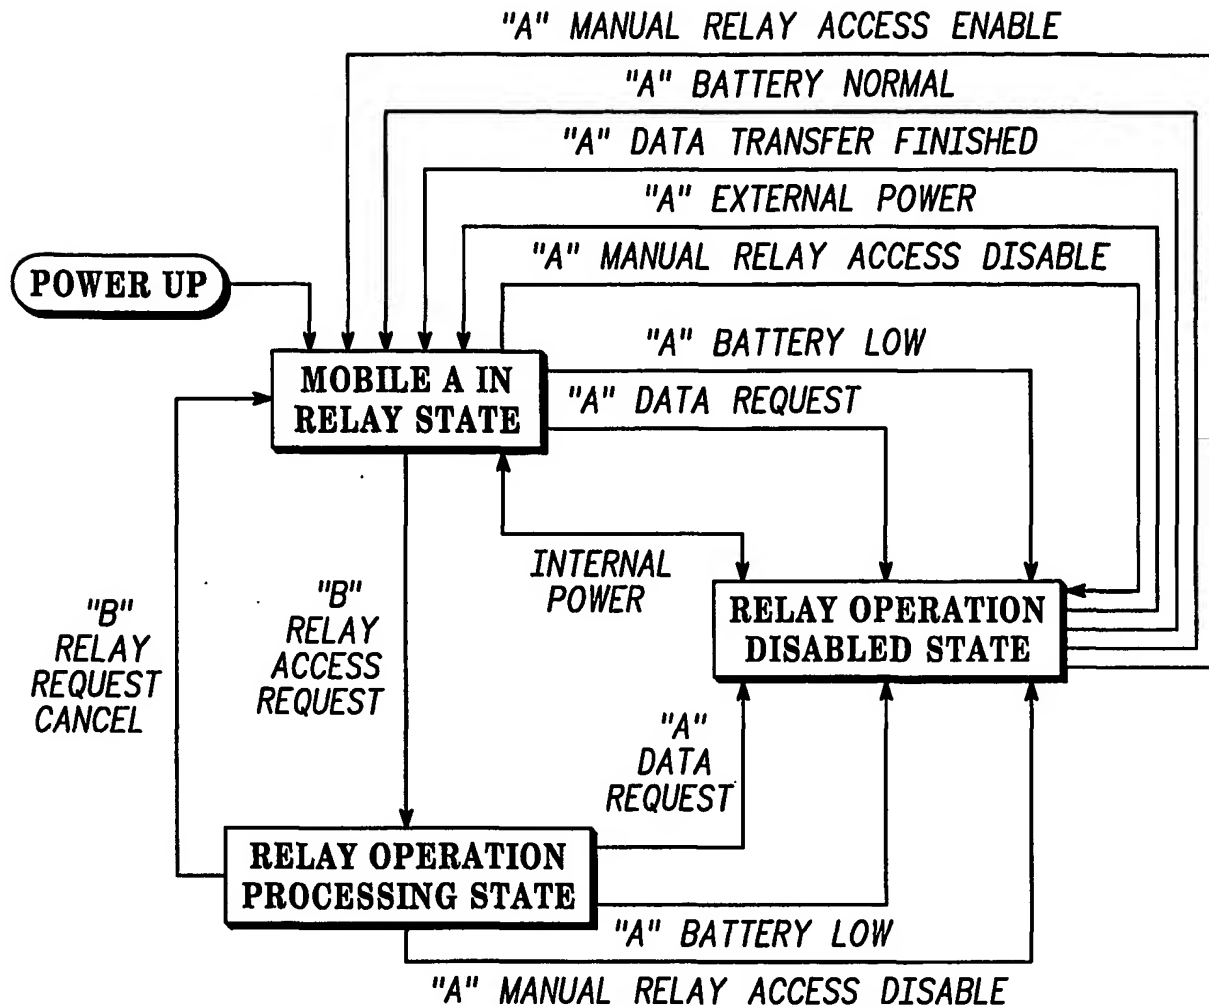 "A" MANUAL RELAY ACCESS ENABLE
"A" BATTERY NORMAL
"A" DATA TRANSFER FINISHED
"A" EXTERNAL POWER
"A" MANUAL RELAY ACCESS DISABLE
POWER UP
"A" BATTERY LOW
MOBILE A IN
RELAY STATE
"A" DATA REQUEST
INTERNAL
POWER
"B"
RELAY
REQUEST
CANCEL
"B"
RELAY
ACCESS
REQUEST
RELAY OPERATION
DISABLED STATE
"A"
DATA
REQUEST
RELAY OPERATION
PROCESSING STATE
"A" BATTERY LOW
"A" MANUAL RELAY ACCESS DISABLE